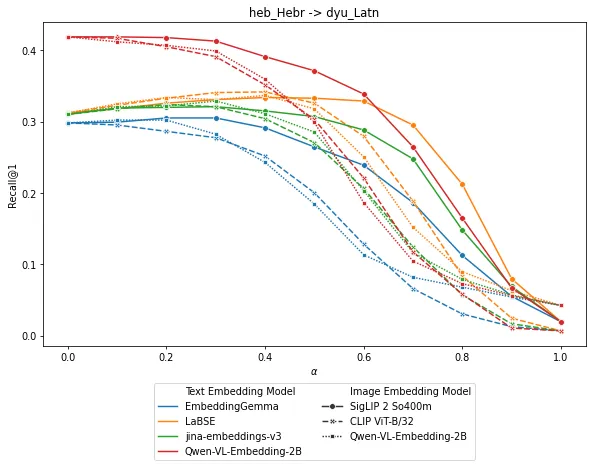 heb_Hebr -> dyu_Latn
Recall@1
0.4
0.3
0.2
0.1
0.0
0.0 0.2 0.4 0.6 0.8 1.0
α
Text Embedding Model Image Embedding Model
EmbeddingGemma SigLIP 2 So400m
LaBSE CLIP ViT-B/32
jina-embeddings-v3 Qwen-VL-Embedding-2B
Qwen-VL-Embedding-2B